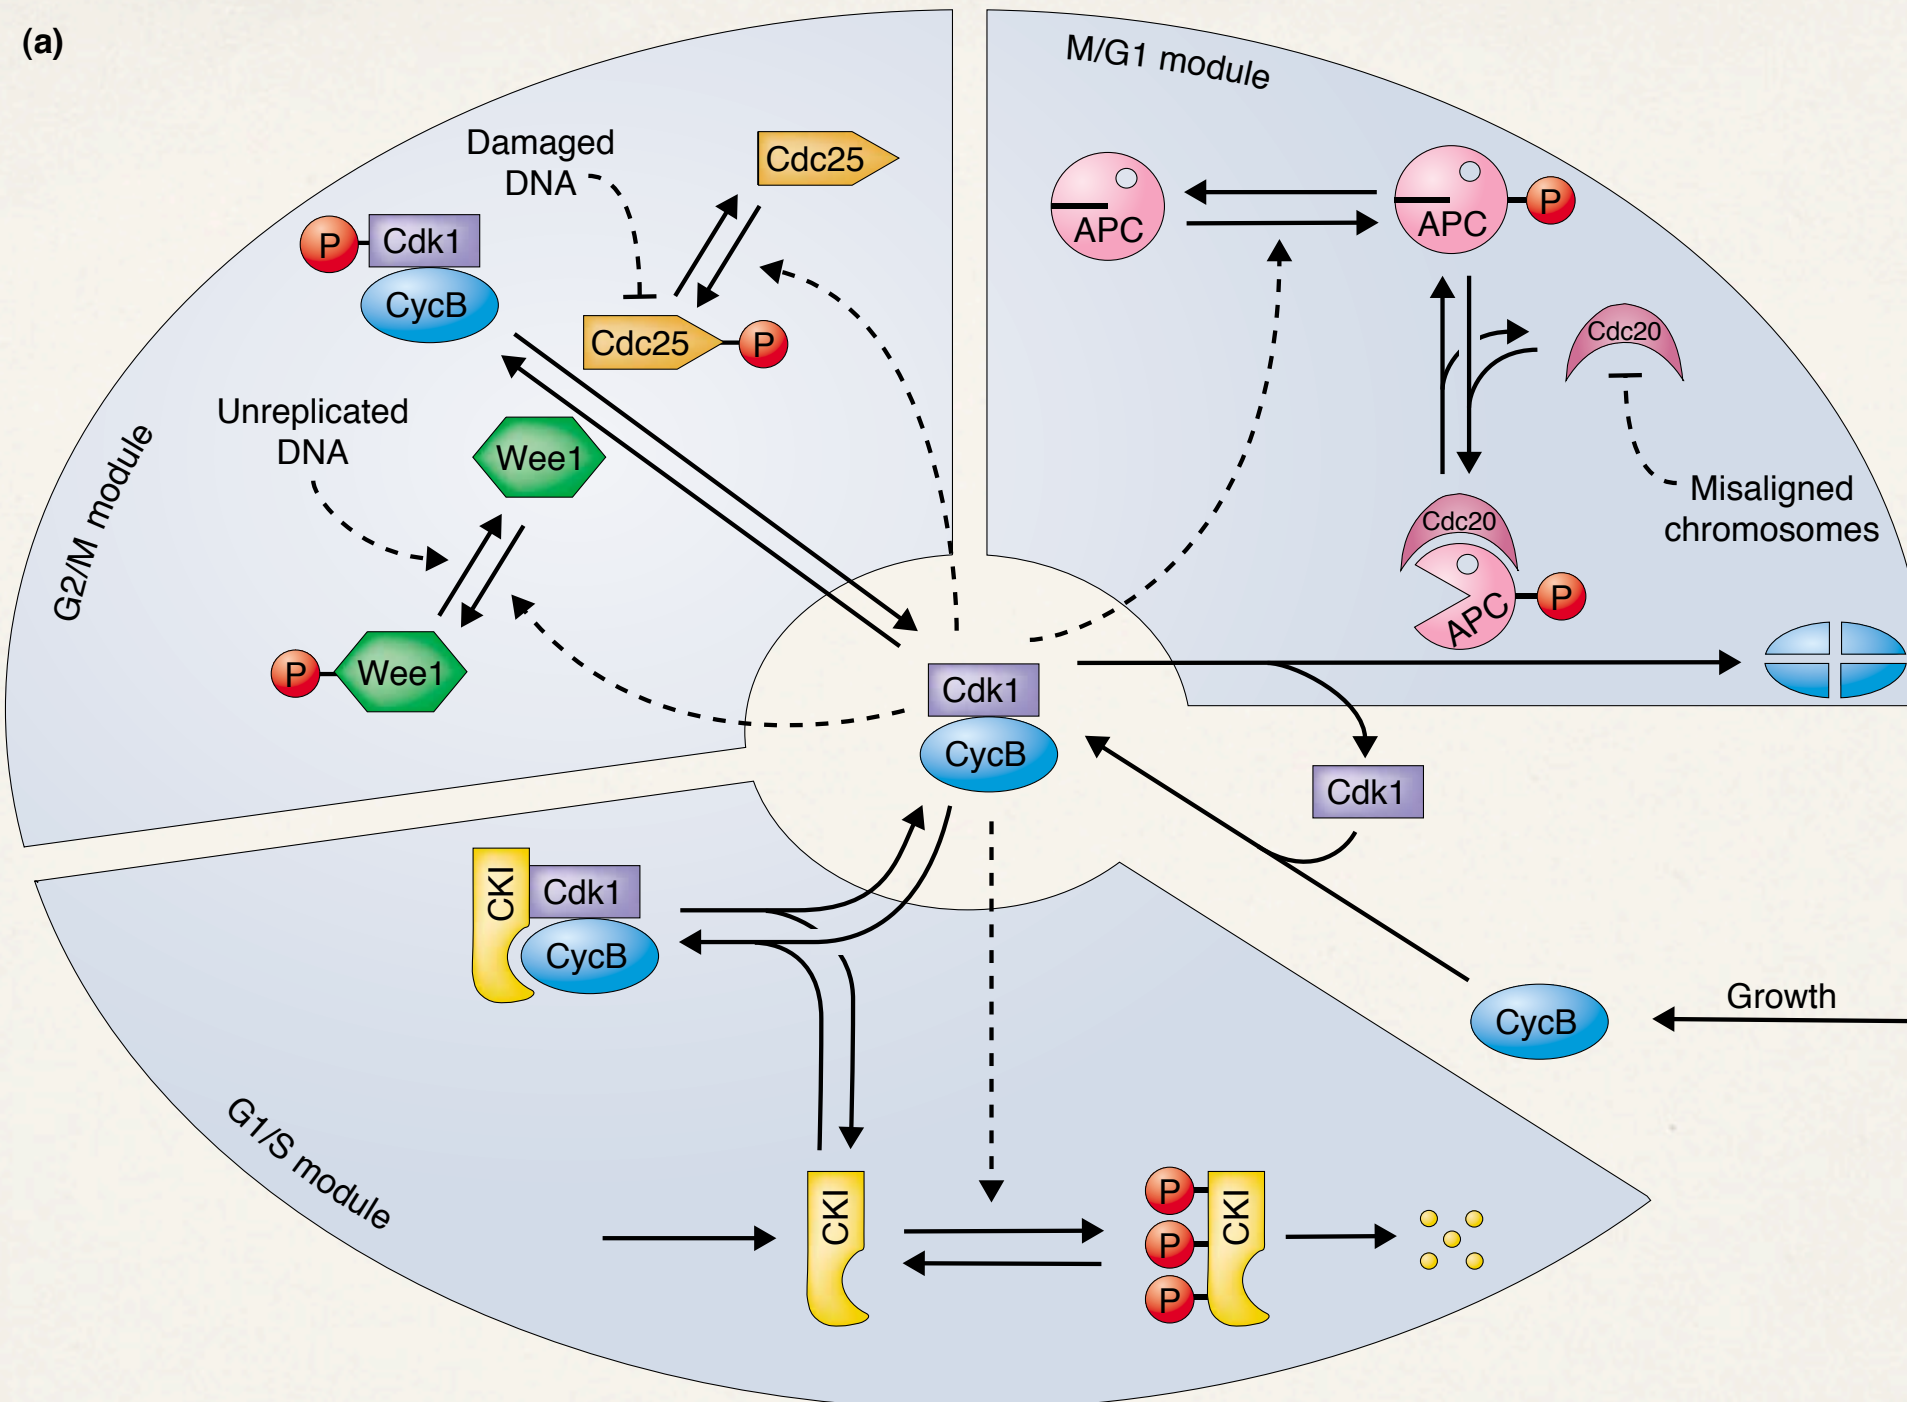 (a)
M/G1 module
Damaged
DNA
Cdc25
P
Cdk1
CycB
Cdc25
P
Unreplicated
DNA
Wee1
G2/M module
P
Wee1
APC
APC
P
Cdc20
Misaligned
chromosomes
Cdc20
APC
P
Cdk1
CycB
Cdk1
CKI
Cdk1
CycB
CycB
Growth
G1/S module
CKI
P
P
P
CKI